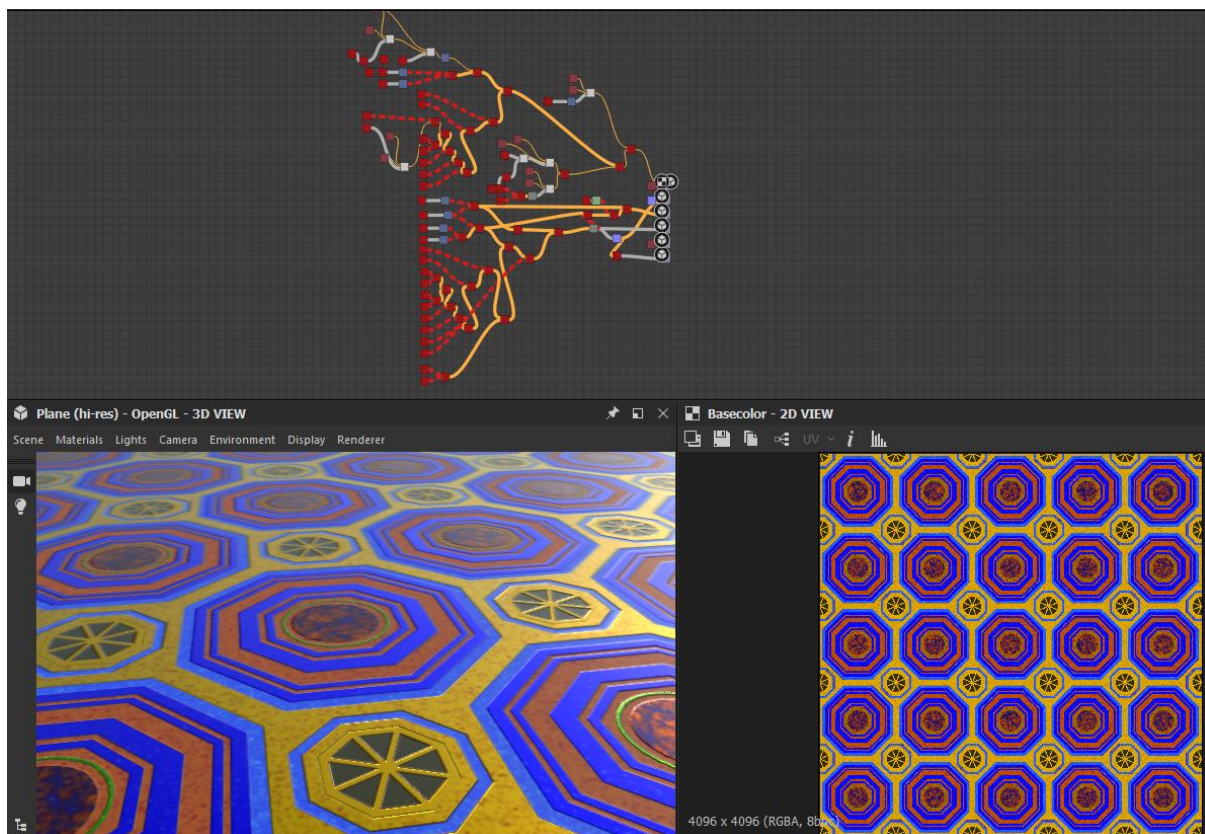 Plane (hi-res) - OpenGL - 3D VIEW
Scene Materials Lights Camera Environment Display Renderer
Basecolor - 2D VIEW
UV
4096 x 4096 (RGBA, 8bpc)